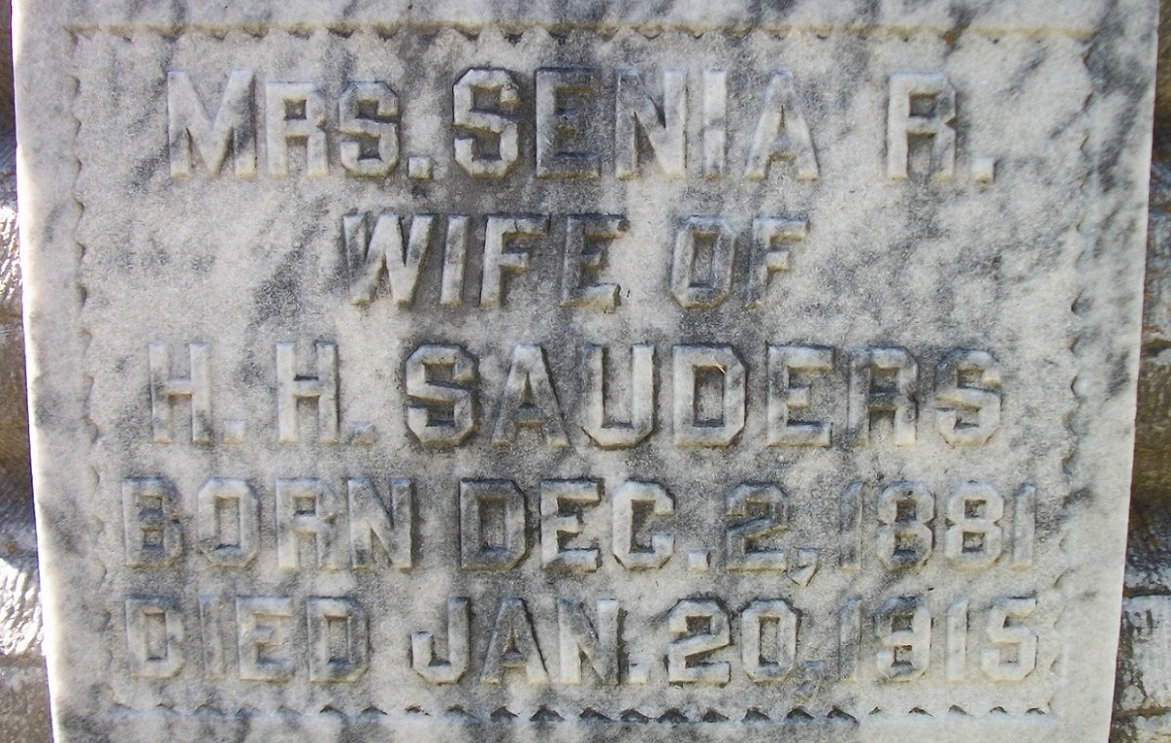 MRS. SENIA R.
WIFE OF
H. H. SAUDERS
BORN DEC. 2, 1881
DIED JAN. 20, 1915